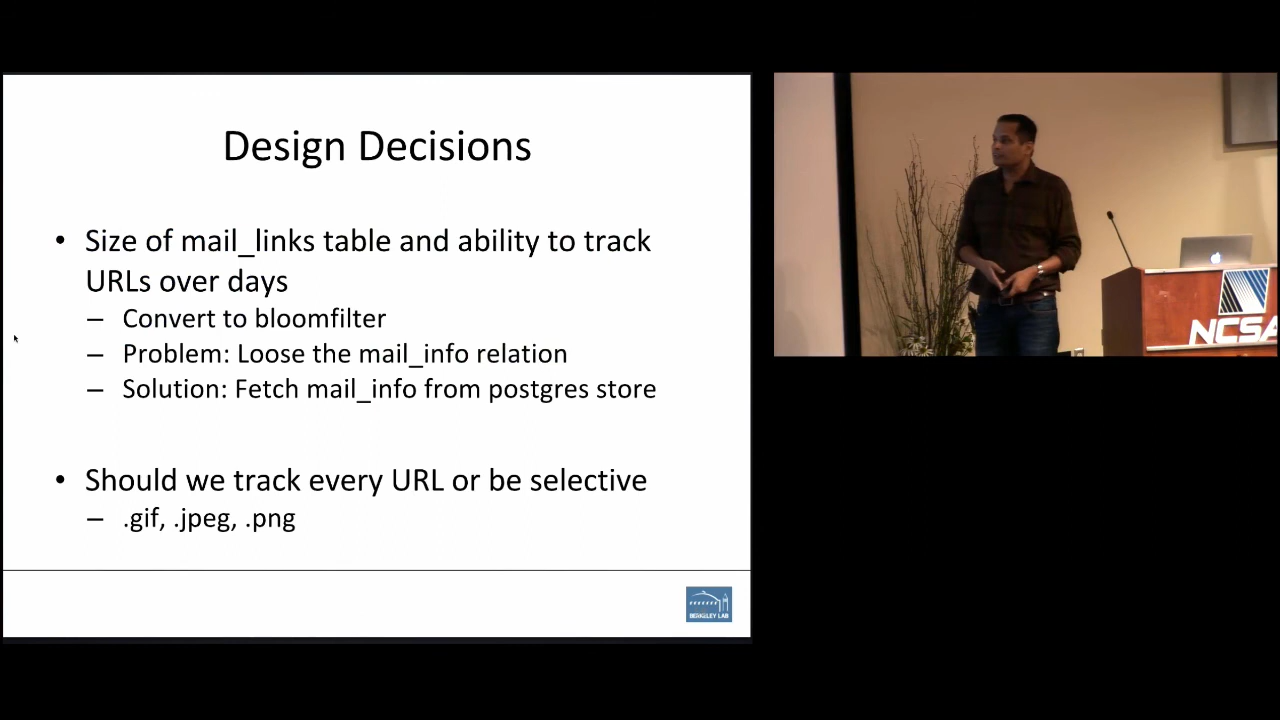 Design Decisions
• Size of mail_links table and ability to track
URLs over days
– Convert to bloomfilter
– Problem: Loose the mail_info relation
– Solution: Fetch mail_info from postgres store
• Should we track every URL or be selective
– .gif, .jpeg, .png
BERKELEY LAB
NCSA